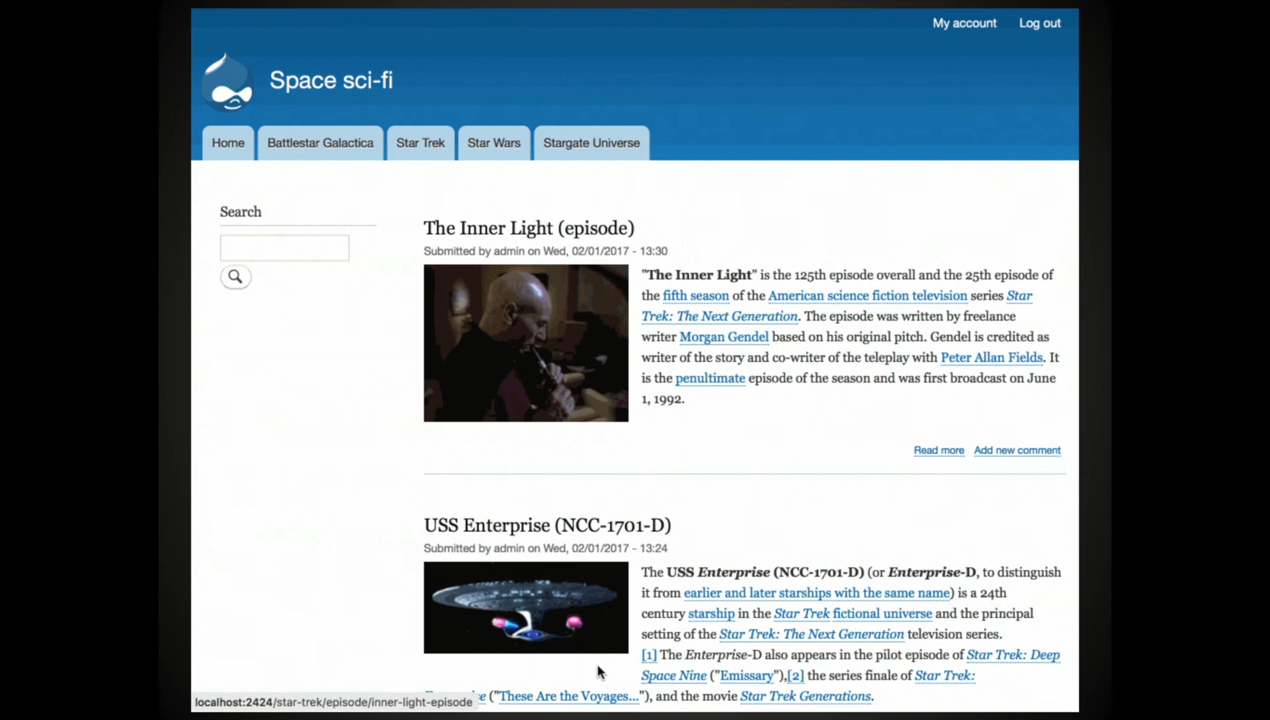 My account Log out
Space sci-fi
Home Battlestar Galactica Star Trek Star Wars Stargate Universe
Search
The Inner Light (episode)
Submitted by admin on Wed, 02/01/2017 - 13:30
"The Inner Light" is the 125th episode overall and the 25th episode of
the fifth season of the American science fiction television series Star
Trek: The Next Generation. The episode was written by freelance
writer Morgan Gendel based on his original pitch. Gendel is credited as
writer of the story and co-writer of the teleplay with Peter Allan Fields. It
is the penultimate episode of the season and was first broadcast on June
1, 1992.
Read more Add new comment
USS Enterprise (NCC-1701-D)
Submitted by admin on Wed, 02/01/2017 - 13:24
The USS Enterprise (NCC-1701-D) (or Enterprise-D, to distinguish
it from earlier and later starships with the same name) is a 24th
century starship in the Star Trek fictional universe and the principal
setting of the Star Trek: The Next Generation television series.
[1] The Enterprise-D also appears in the pilot episode of Star Trek: Deep
Space Nine ("Emissary"),[2] the series finale of Star Trek:
("These Are the Voyages..."), and the movie Star Trek Generations.
localhost:2424/star-trek/episode/inner-light-episode